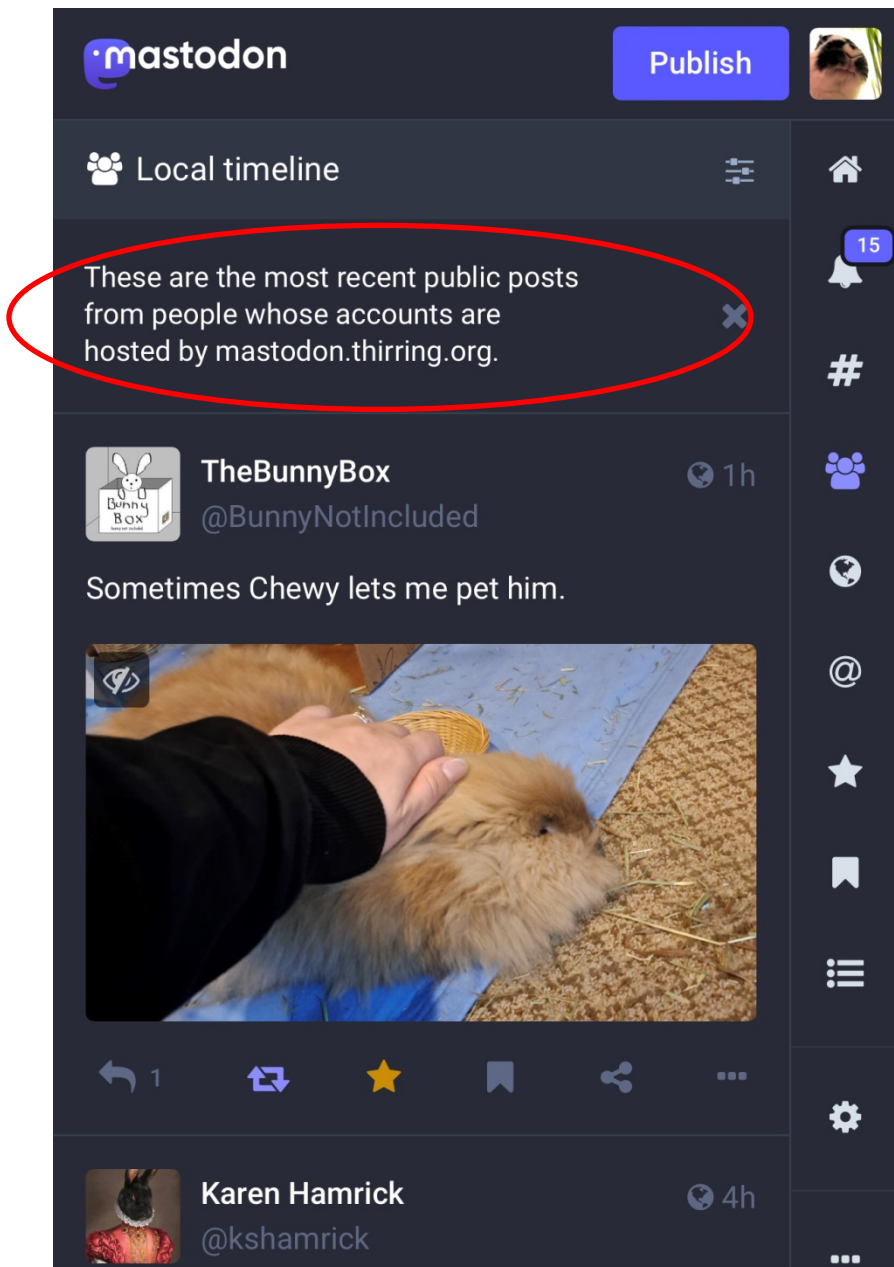 mastodon
Publish
Local timeline
15
These are the most recent public posts
from people whose accounts are
hosted by mastodon.thirring.org.
#
Bunny
Box
TheBunnyBox
1h
@BunnyNotIncluded
Sometimes Chewy lets me pet him.
@
1
Karen Hamrick
4h
@kshamrick